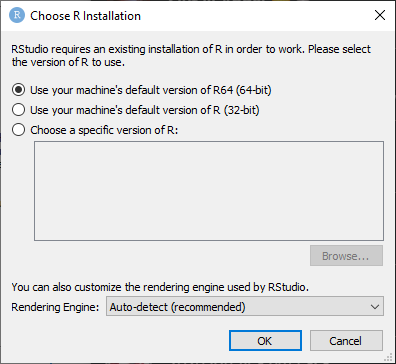 R Choose R Installation
RStudio requires an existing installation of R in order to work. Please select
the version of R to use.
Use your machine's default version of R64 (64-bit)
Use your machine's default version of R (32-bit)
Choose a specific version of R:
Browse...
You can also customize the rendering engine used by RStudio.
Rendering Engine: Auto-detect (recommended)
OK Cancel